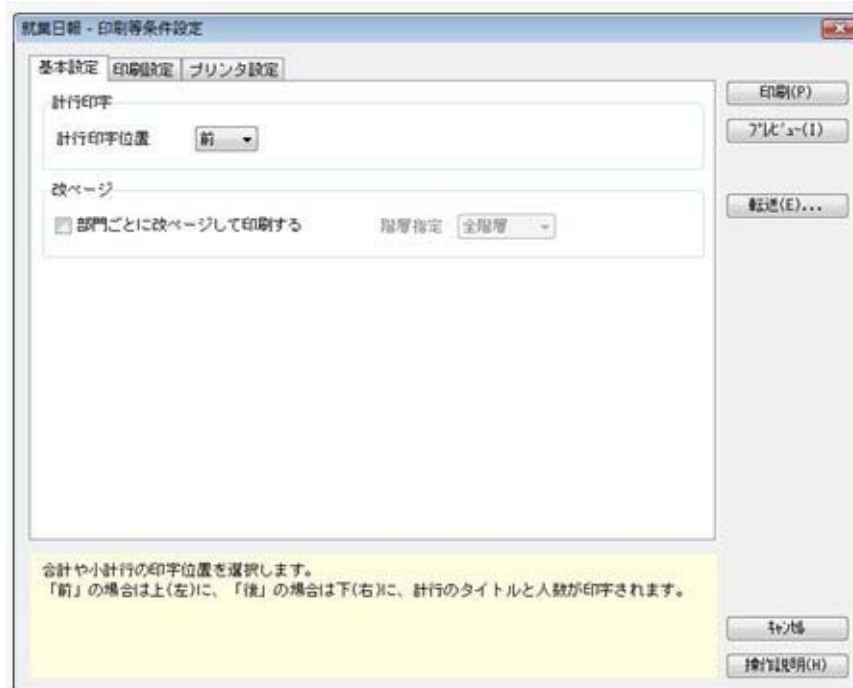 就業日報 - 印刷等条件設定
基本設定 印刷設定 プリンタ設定
計行印字
計行印字位置 前
改ページ
部門ごとに改ページして印刷する 階層指定 全階層
印刷(P)
ﾌﾟﾚﾋﾞｭｰ(I)
転送(E)...
合計や小計行の印字位置を選択します。
「前」の場合は上(左)に、「後」の場合は下(右)に、計行のタイトルと人数が印字されます。
ｷｬﾝｾﾙ
操作説明(H)